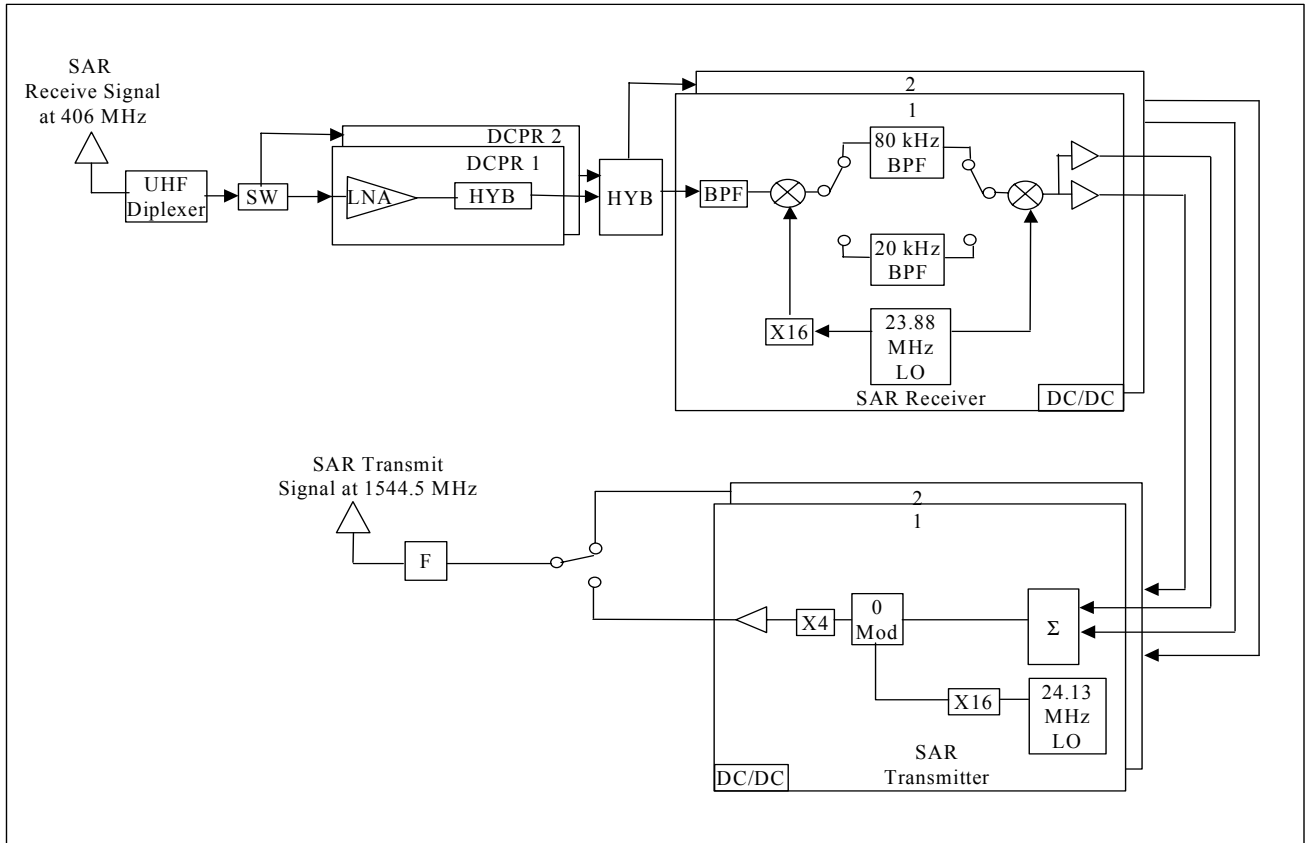 SAR
Receive Signal
at 406 MHz
UHF
Diplexer
SW
DCPR 2
DCPR 1
LNA
HYB
HYB
2
1
BPF
80 kHz
BPF
20 kHz
BPF
X16
23.88
MHz
LO
SAR Receiver
DC/DC
SAR Transmit
Signal at 1544.5 MHz
F
2
1
X4
0
Mod
Σ
X16
24.13
MHz
LO
SAR
Transmitter
DC/DC